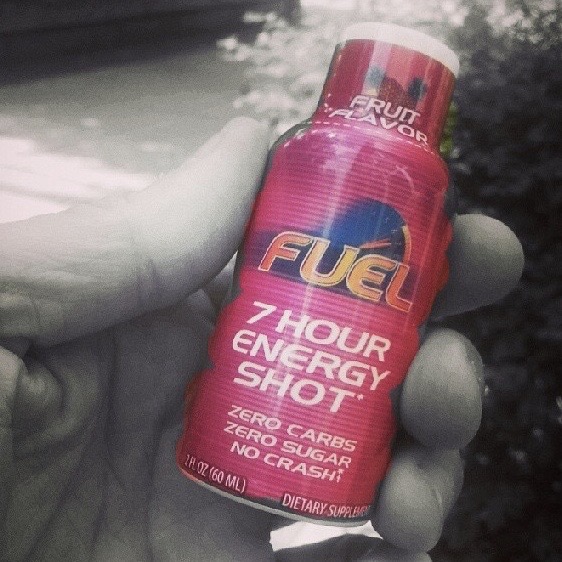 FRUIT
FLAVOR
FUEL
7 HOUR
ENERGY
SHOT*
ZERO CARBS
ZERO SUGAR
NO CRASH‡
2 FL OZ (60 ML)
DIETARY SUPPLEMENT